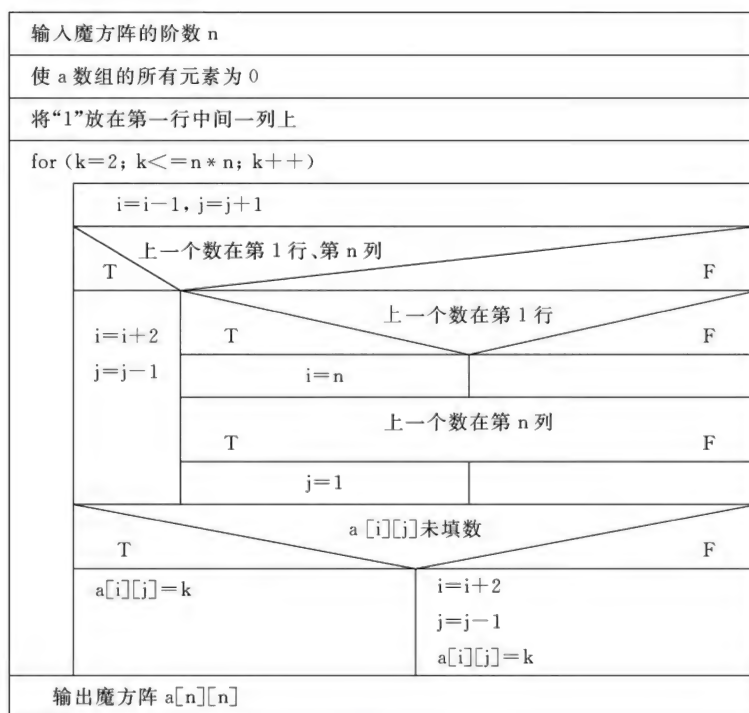 输入魔方阵的阶数 n
使 a 数组的所有元素为 0
将“1”放在第一行中间一列上
for (k=2; k<=n*n; k++)
i=i-1, j=j+1
上一个数在第 1 行、第 n 列
T
F
i=i+2
j=j-1
上一个数在第 1 行
T
F
i=n
上一个数在第 n 列
T
F
j=1
a[i][j]未填数
T
F
a[i][j]=k
i=i+2
j=j-1
a[i][j]=k
输出魔方阵 a[n][n]